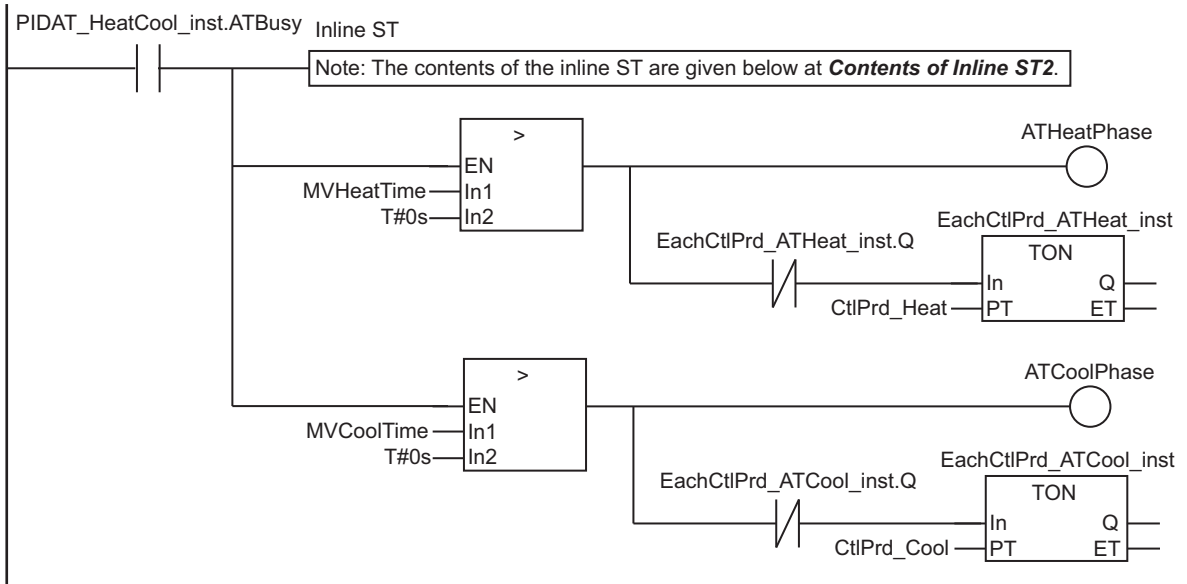 PIDAT_HeatCool_inst.ATBusy
Inline ST
Note: The contents of the inline ST are given below at Contents of Inline ST2.
>
EN
MVHeatTime
In1
T#0s
In2
ATHeatPhase
EachCtlPrd_ATHeat_inst.Q
EachCtlPrd_ATHeat_inst
TON
In
Q
CtlPrd_Heat
PT
ET
>
EN
MVCoolTime
In1
T#0s
In2
ATCoolPhase
EachCtlPrd_ATCool_inst.Q
EachCtlPrd_ATCool_inst
TON
In
Q
CtlPrd_Cool
PT
ET